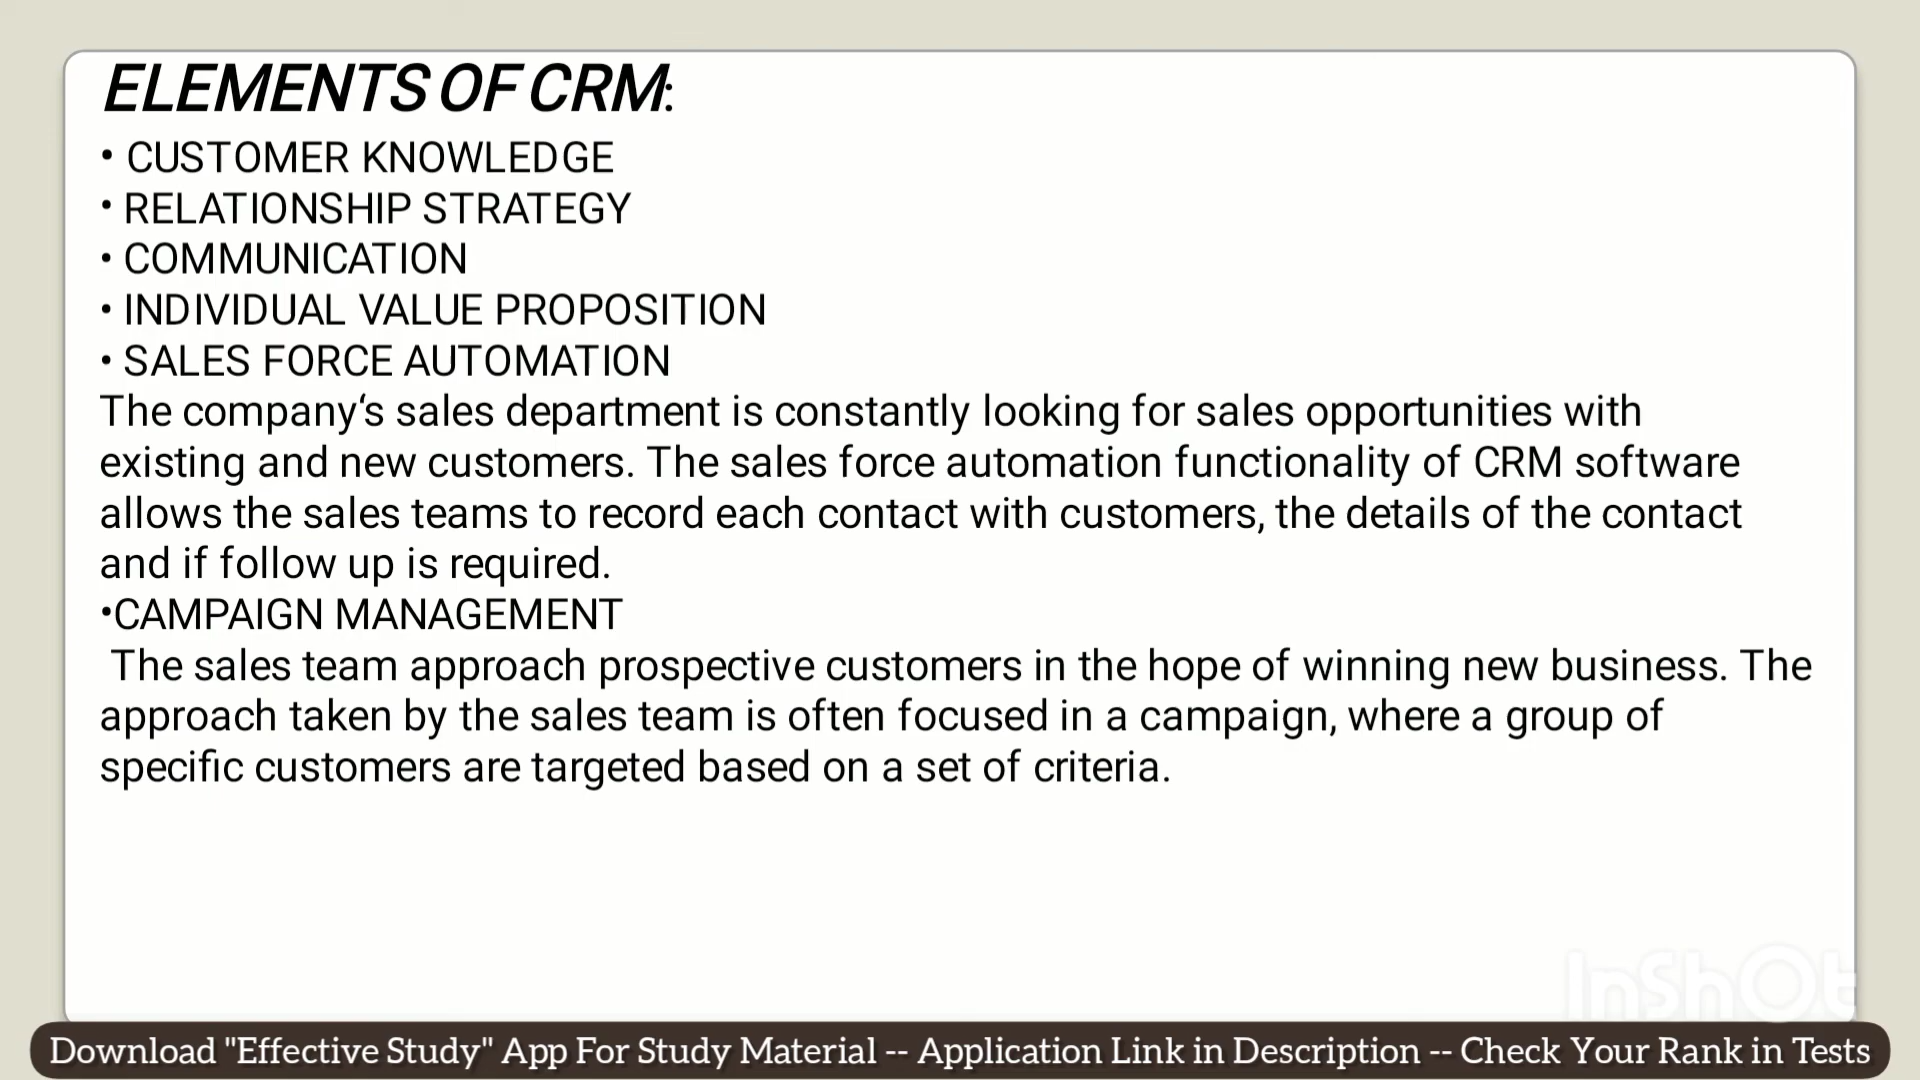 ELEMENTS OF CRM:
• CUSTOMER KNOWLEDGE
• RELATIONSHIP STRATEGY
• COMMUNICATION
• INDIVIDUAL VALUE PROPOSITION
• SALES FORCE AUTOMATION
The company‘s sales department is constantly looking for sales opportunities with
existing and new customers. The sales force automation functionality of CRM software
allows the sales teams to record each contact with customers, the details of the contact
and if follow up is required.
•CAMPAIGN MANAGEMENT
The sales team approach prospective customers in the hope of winning new business. The
approach taken by the sales team is often focused in a campaign, where a group of
specific customers are targeted based on a set of criteria.
InShOt
Download "Effective Study" App For Study Material -- Application Link in Description -- Check Your Rank in Tests